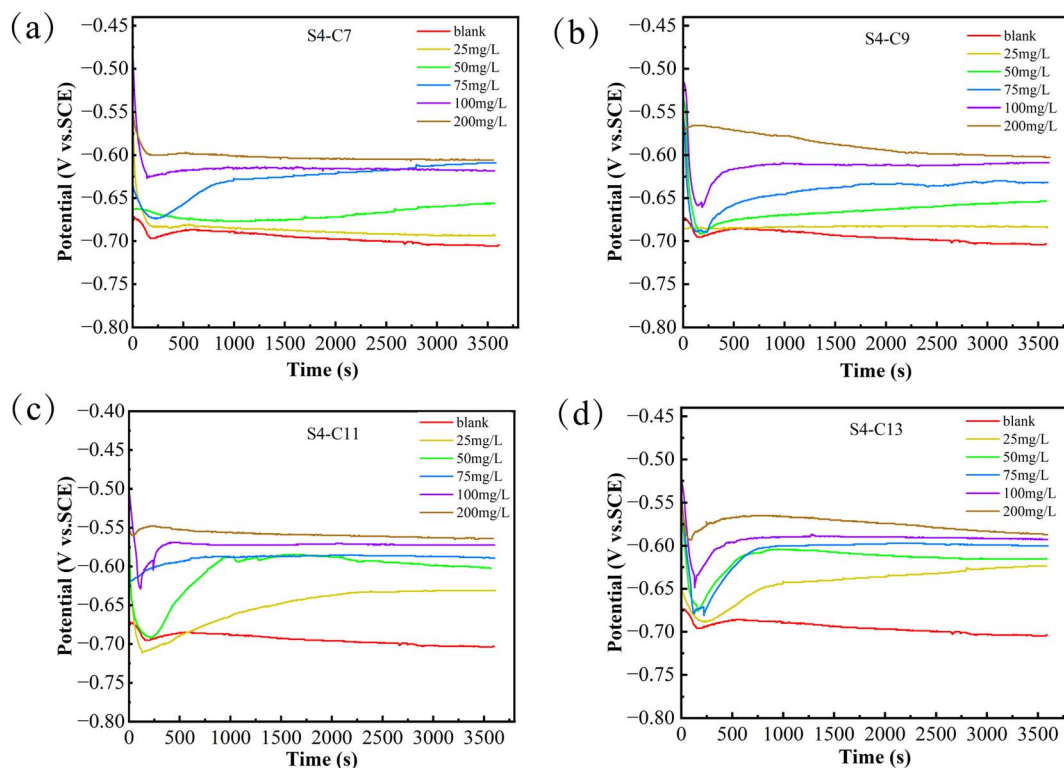 (a)
S4-C7
blank
25mg/L
50mg/L
75mg/L
100mg/L
200mg/L
−0.45
−0.50
−0.55
−0.60
−0.65
−0.70
−0.75
−0.80
Potential (V vs.SCE)
0 500 1000 1500 2000 2500 3000 3500
Time (s)
(b)
S4-C9
blank
25mg/L
50mg/L
75mg/L
100mg/L
200mg/L
−0.45
−0.50
−0.55
−0.60
−0.65
−0.70
−0.75
−0.80
Potential (V vs.SCE)
0 500 1000 1500 2000 2500 3000 3500
Time (s)
(c)
S4-C11
blank
25mg/L
50mg/L
75mg/L
100mg/L
200mg/L
−0.40
−0.45
−0.50
−0.55
−0.60
−0.65
−0.70
−0.75
−0.80
Potential (V vs.SCE)
0 500 1000 1500 2000 2500 3000 3500
Time (s)
(d)
S4-C13
blank
25mg/L
50mg/L
75mg/L
100mg/L
200mg/L
−0.45
−0.50
−0.55
−0.60
−0.65
−0.70
−0.75
−0.80
Potential (V vs.SCE)
0 500 1000 1500 2000 2500 3000 3500
Time (s)